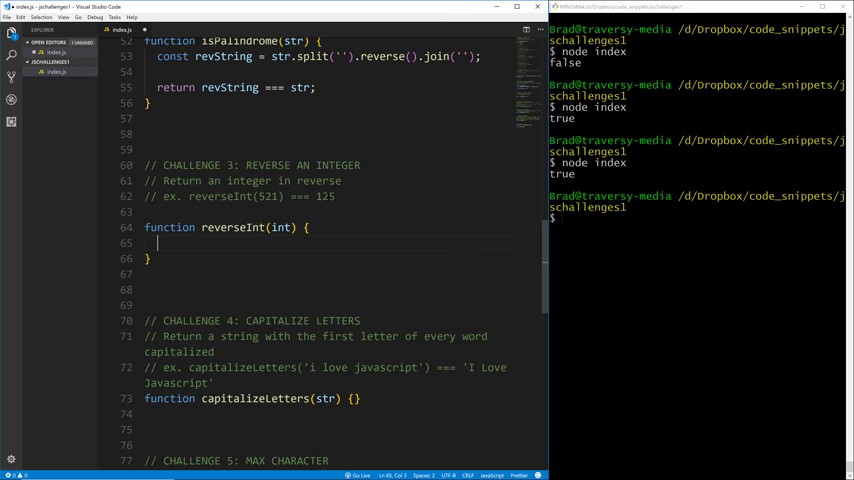 index.js - jschallenges1 - Visual Studio Code
File Edit Selection View Go Debug Tasks Help
EXPLORER
OPEN EDITORS 1 UNSAVED
index.js
JSCHALLENGES1
index.js
index.js
52 function isPalindrome(str) {
53 const revString = str.split('').reverse().join('');
54
55 return revString === str;
56 }
57
58
59
60 // CHALLENGE 3: REVERSE AN INTEGER
61 // Return an integer in reverse
62 // ex. reverseInt(521) === 125
63
64 function reverseInt(int) {
65
66 }
67
68
69
70 // CHALLENGE 4: CAPITALIZE LETTERS
71 // Return a string with the first letter of every word
capitalized
72 // ex. capitalizeLetters('i love javascript') === 'I Love
Javascript'
73 function capitalizeLetters(str) {}
74
75
76
77 // CHALLENGE 5: MAX CHARACTER
0 0 Go Live Ln 65, Col 3 Spaces: 2 UTF-8 CRLF JavaScript Prettier
MINGW64:/d/Dropbox/code_snippets/jschallenges1
Brad@traversy-media /d/Dropbox/code_snippets/j
schallenges1
$ node index
false
Brad@traversy-media /d/Dropbox/code_snippets/j
schallenges1
$ node index
true
Brad@traversy-media /d/Dropbox/code_snippets/j
schallenges1
$ node index
true
Brad@traversy-media /d/Dropbox/code_snippets/j
schallenges1
$